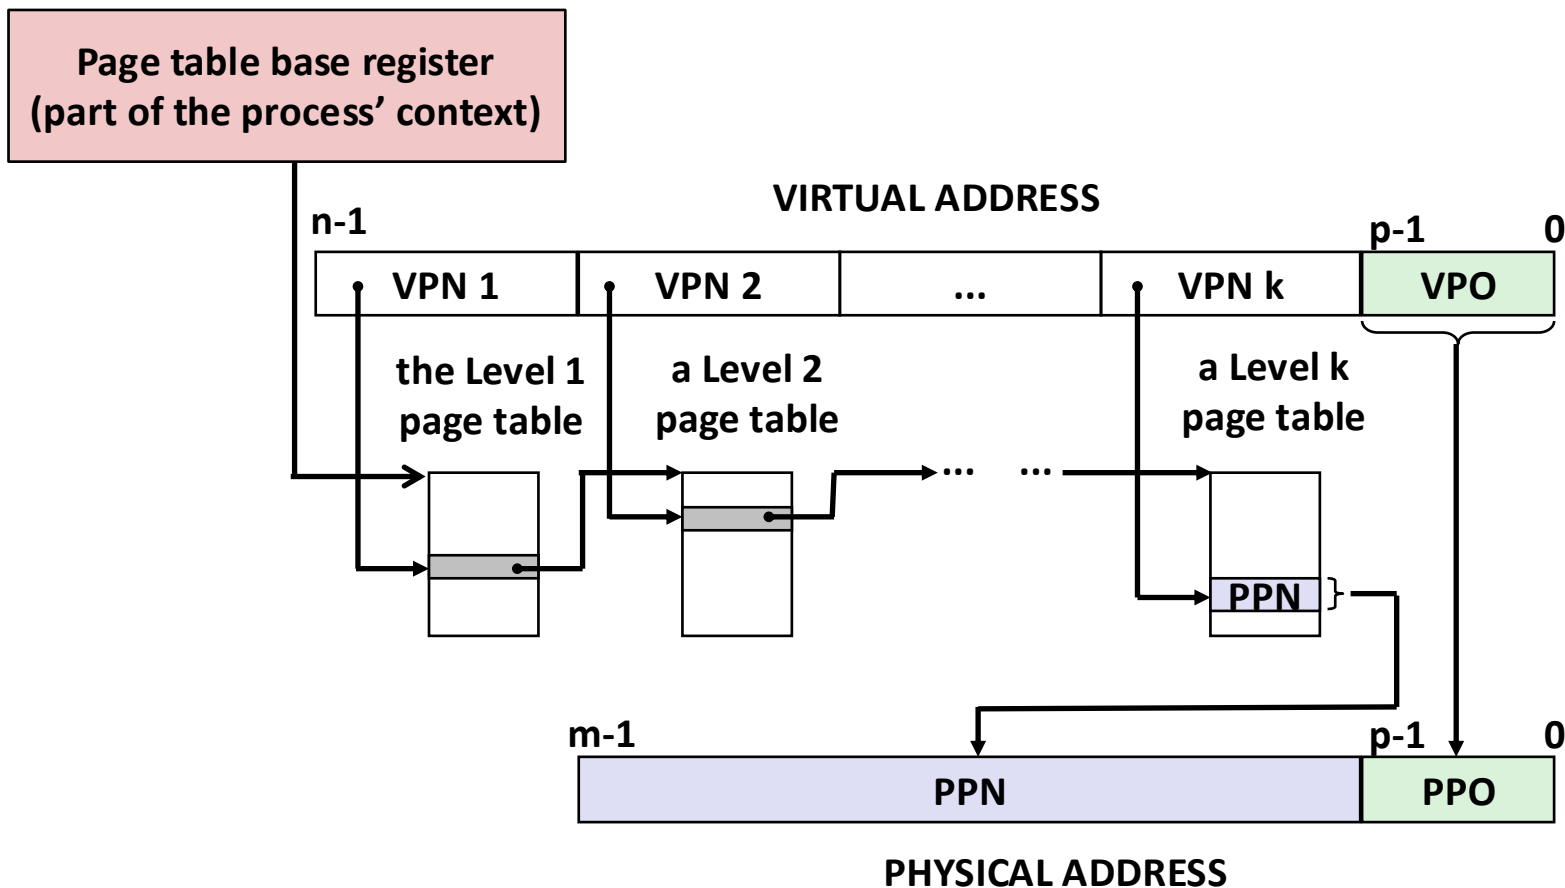 Page table base register
(part of the process’ context)
VIRTUAL ADDRESS
n-1
p-1
0
VPN 1
VPN 2
...
VPN k
VPO
the Level 1
page table
a Level 2
page table
a Level k
page table
...
...
PPN
m-1
p-1
0
PPN
PPO
PHYSICAL ADDRESS